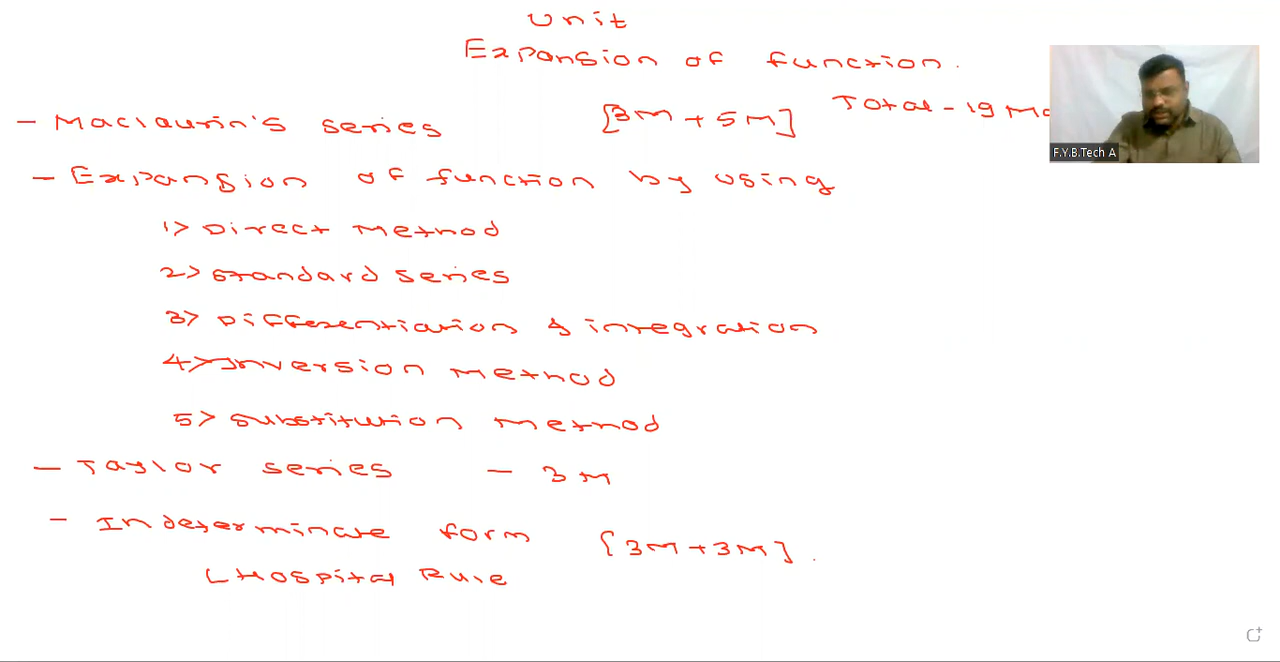 Unit
Expansion of function.
- Maclaurin's series [3M + 5M] Total - 19 Ma
- Expansion of function by using
1> Direct Method
2> Standard series
3> Differentiation & integration
4> Inversion Method
5> Substitution Method
- Taylor series - 3M
- Indeterminate form [3M + 3M].
L Hospital Rule
F.Y.B.Tech A